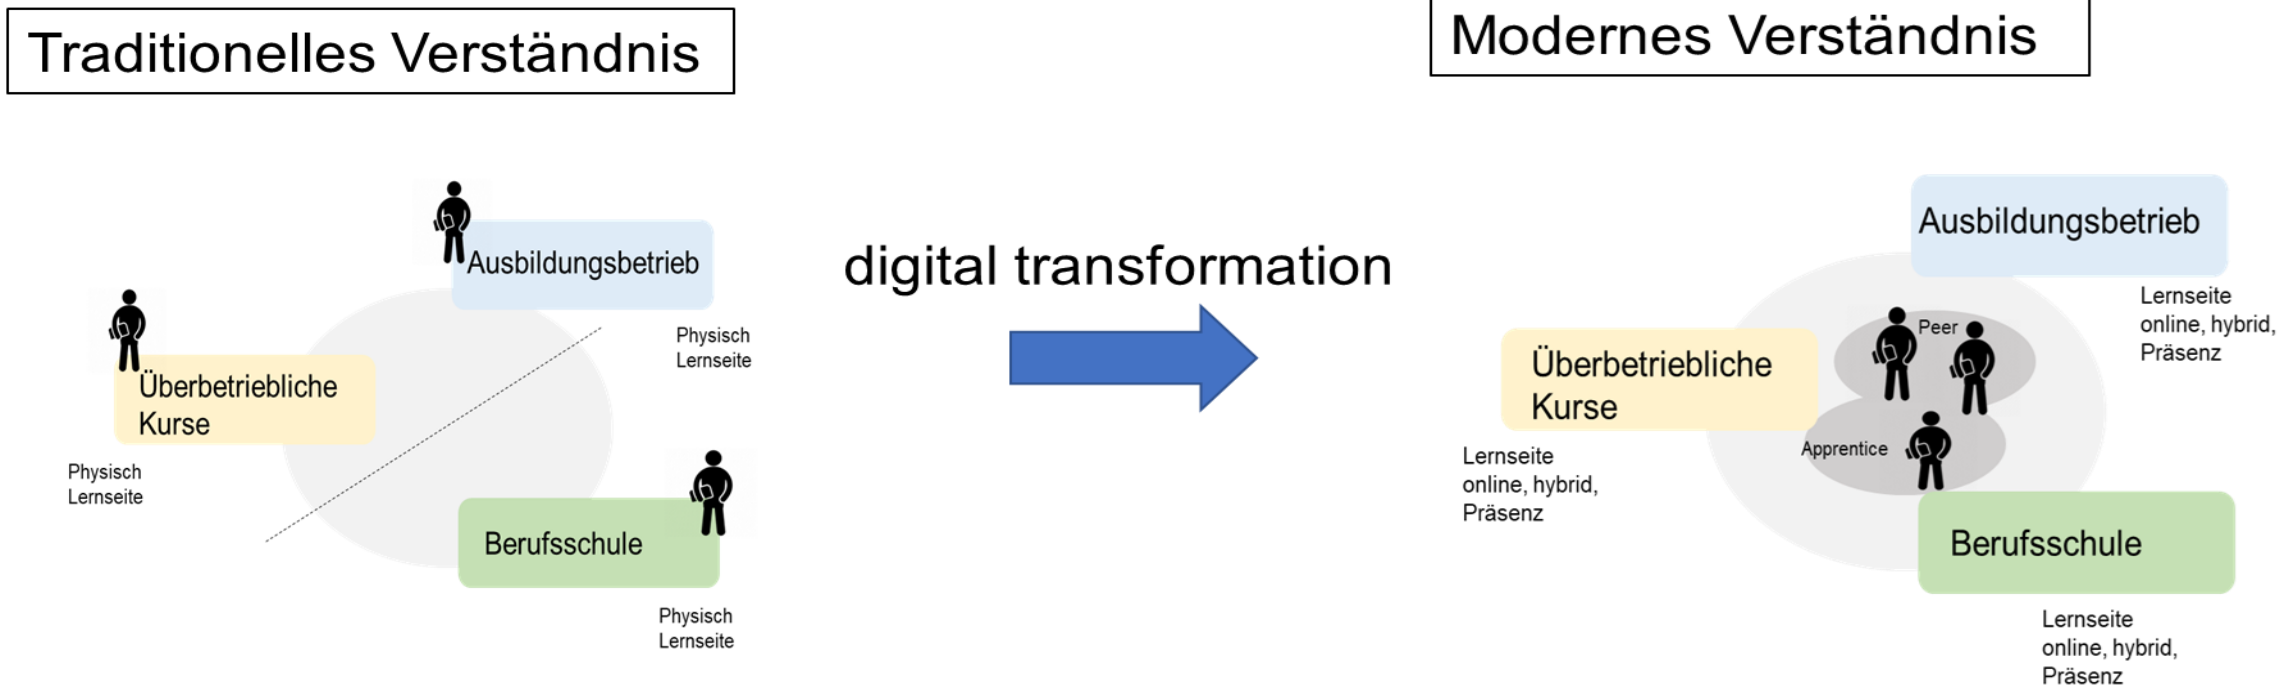 Traditionelles Verständnis
Ausbildungsbetrieb
Physisch
Lernseite
Überbetriebliche
Kurse
Physisch
Lernseite
Berufsschule
Physisch
Lernseite
digital transformation
Modernes Verständnis
Ausbildungsbetrieb
Lernseite
online, hybrid,
Präsenz
Peer
Überbetriebliche
Kurse
Lernseite
online, hybrid,
Präsenz
Apprentice
Berufsschule
Lernseite
online, hybrid,
Präsenz